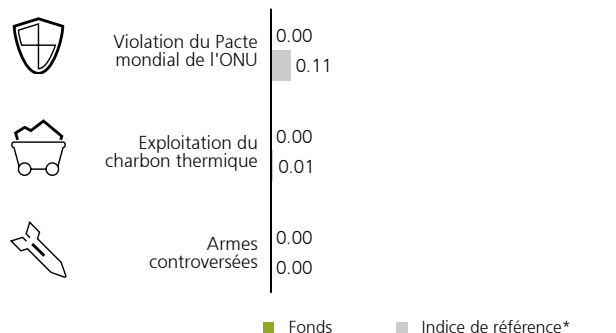 Violation du Pacte
mondial de l'ONU
0.00
0.11
Exploitation du
charbon thermique
0.00
0.01
Armes
controversées
0.00
0.00
Fonds
Indice de référence*